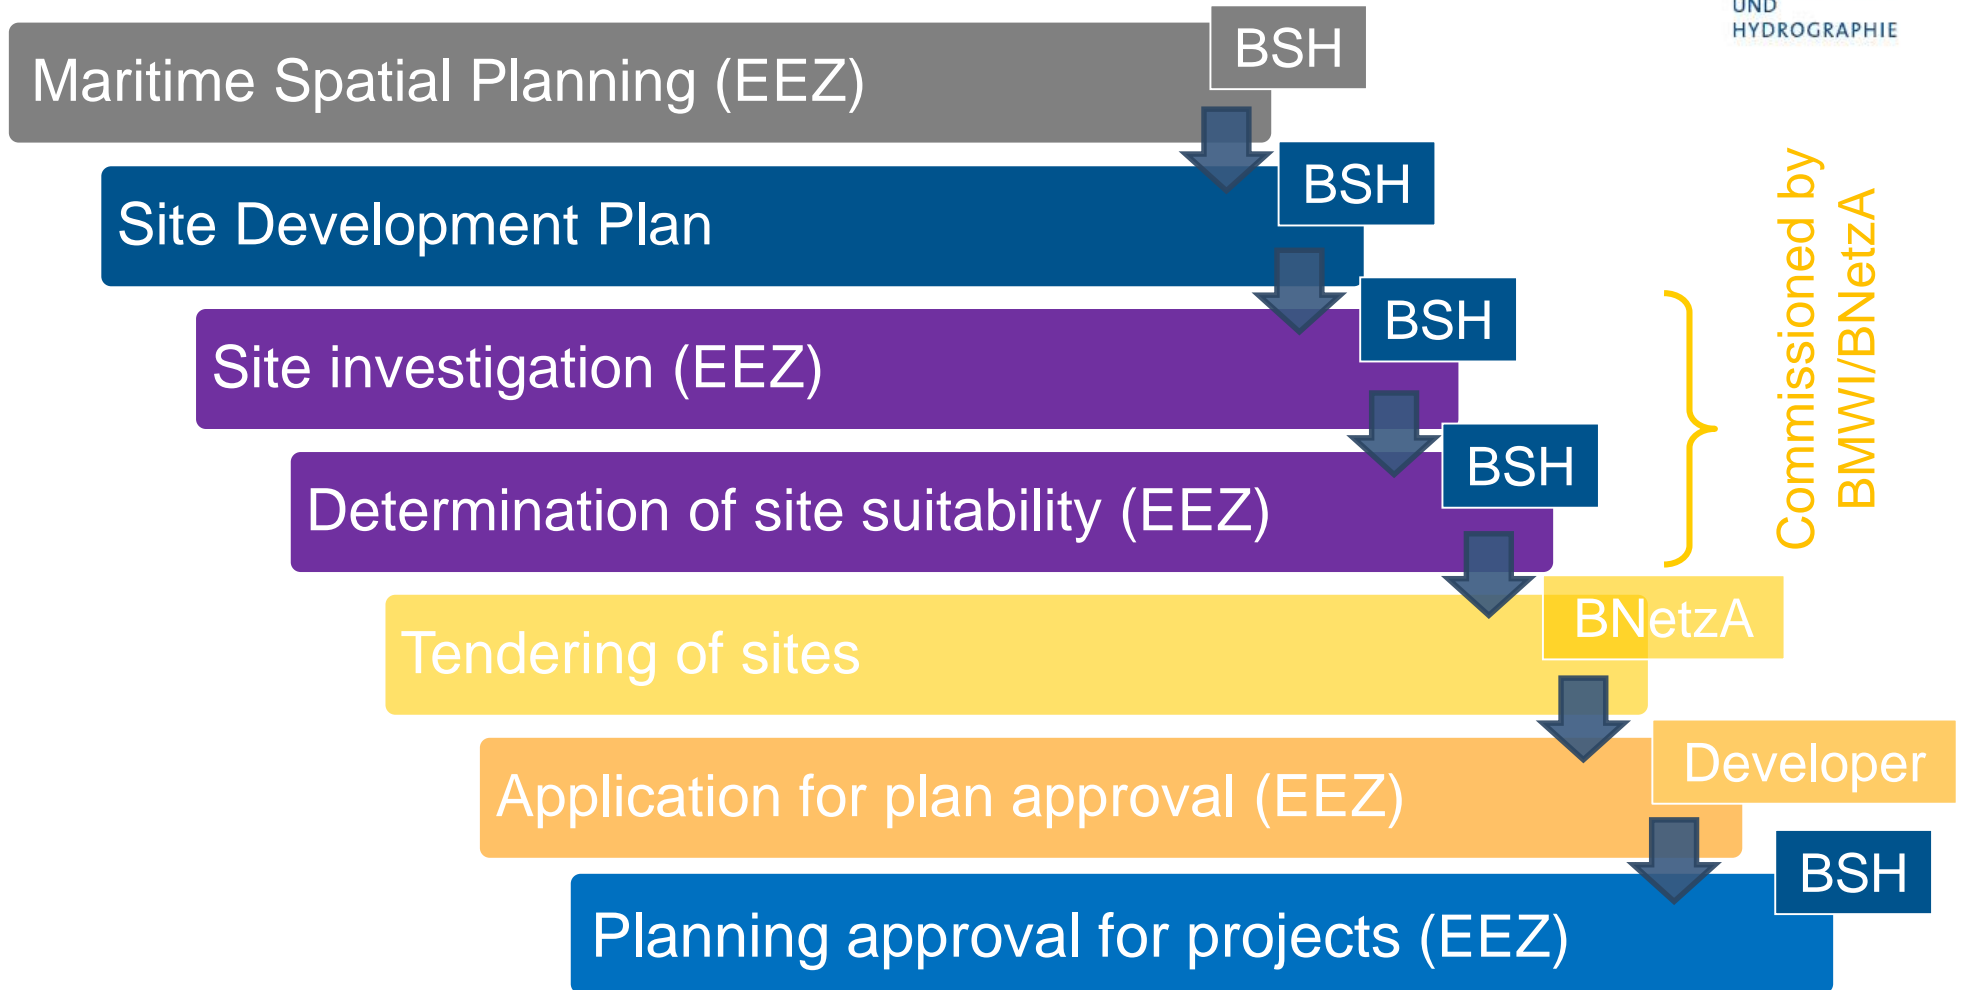 UND
HYDROGRAPHIE
BSH
Maritime Spatial Planning (EEZ)
BSH
Site Development Plan
BSH
Site investigation (EEZ)
BSH
Determination of site suitability (EEZ)
Commissioned by
BMWI/BNetzA
BNetzA
Tendering of sites
Developer
Application for plan approval (EEZ)
BSH
Planning approval for projects (EEZ)